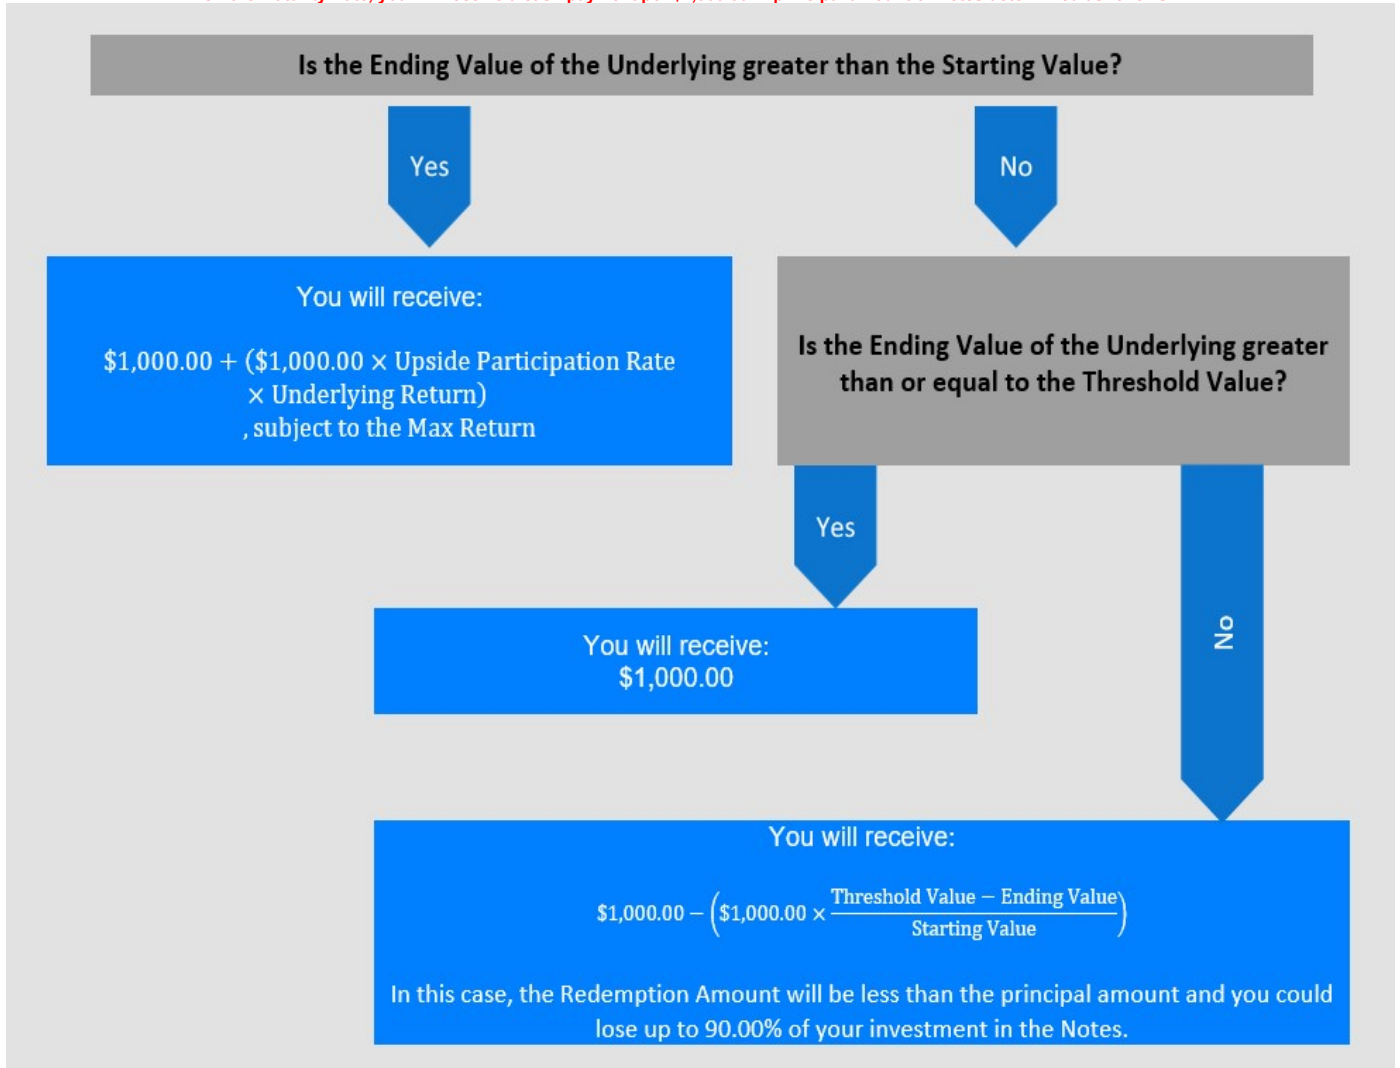 Is the Ending Value of the Underlying greater than the Starting Value?
Yes
No
You will receive:
$1,000.00 + ($1,000.00 × Upside Participation Rate
× Underlying Return)
, subject to the Max Return
Is the Ending Value of the Underlying greater
than or equal to the Threshold Value?
Yes
No
You will receive:
$1,000.00
You will receive:
$1,000.00 − ($1,000.00 × Threshold Value − Ending Value
Starting Value)
In this case, the Redemption Amount will be less than the principal amount and you could
lose up to 90.00% of your investment in the Notes.